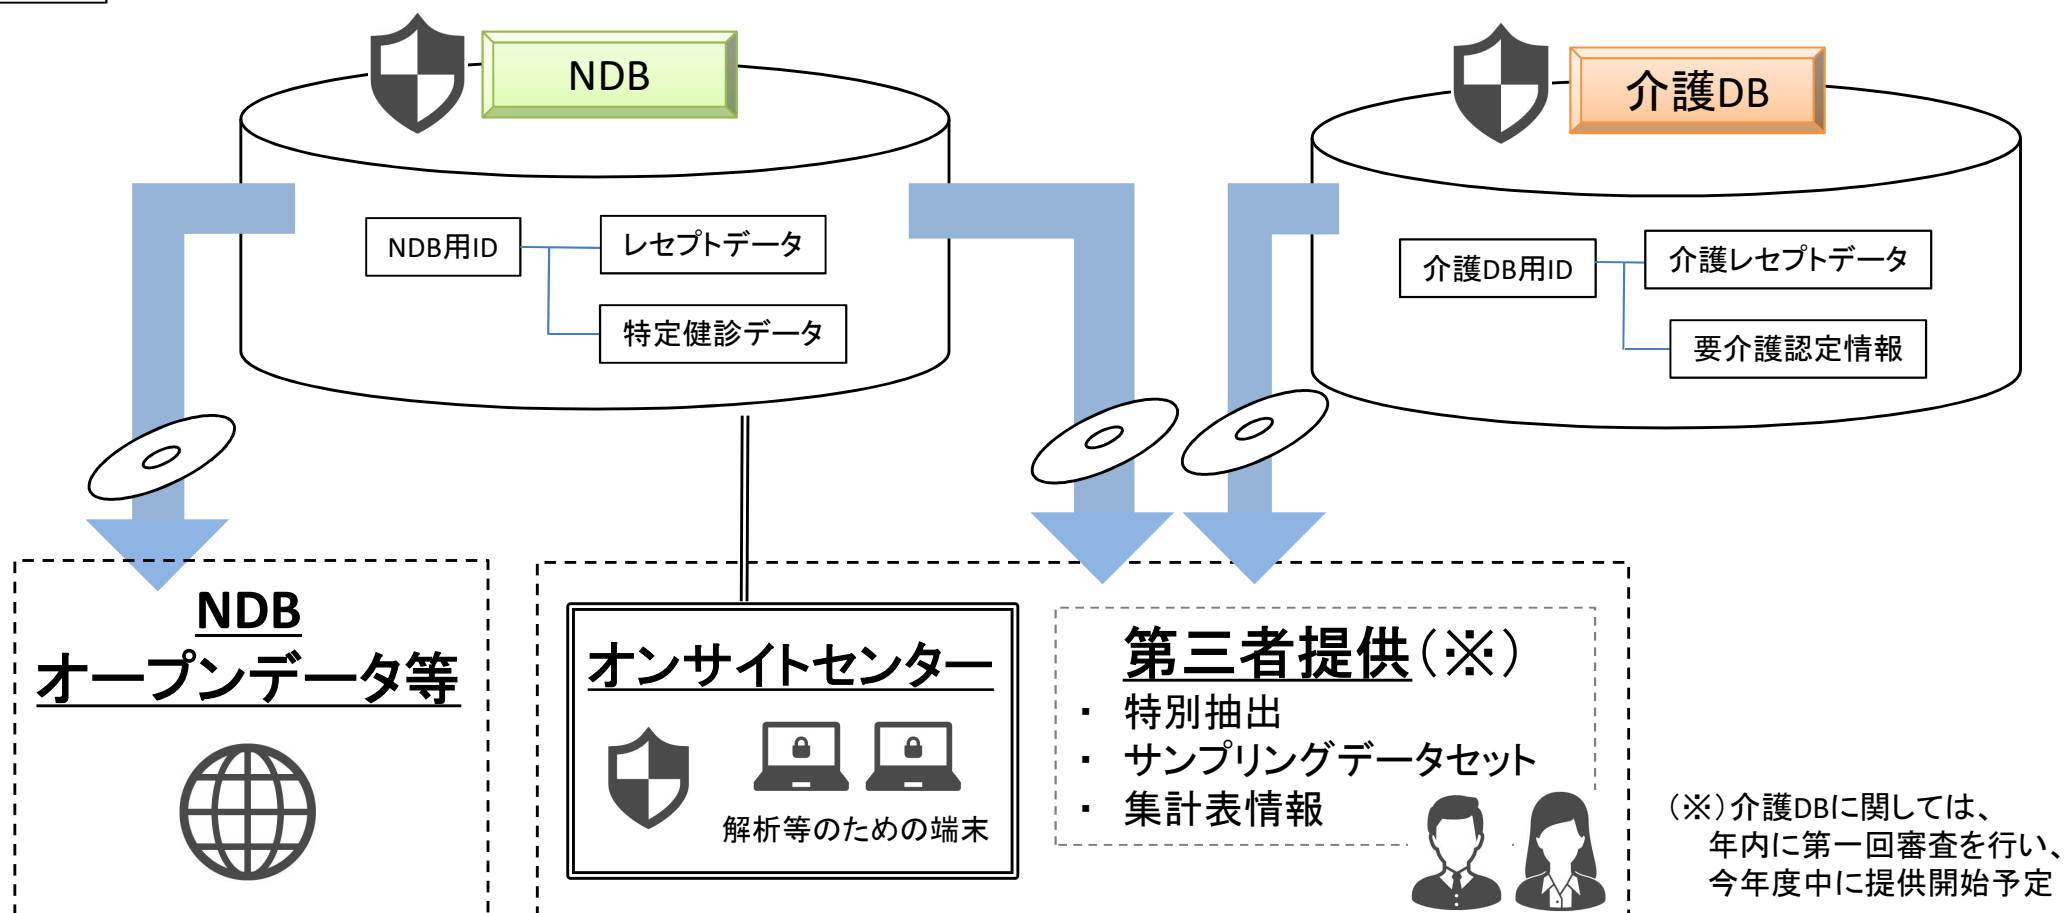 NDB
介護DB
NDB用ID
レセプトデータ
特定健診データ
介護DB用ID
介護レセプトデータ
要介護認定情報
NDB
オープンデータ等
オンサイトセンター
解析等のための端末
第三者提供(※)
・ 特別抽出
・ サンプリングデータセット
・ 集計表情報
(※)介護DBに関しては、
年内に第一回審査を行い、
今年度中に提供開始予定